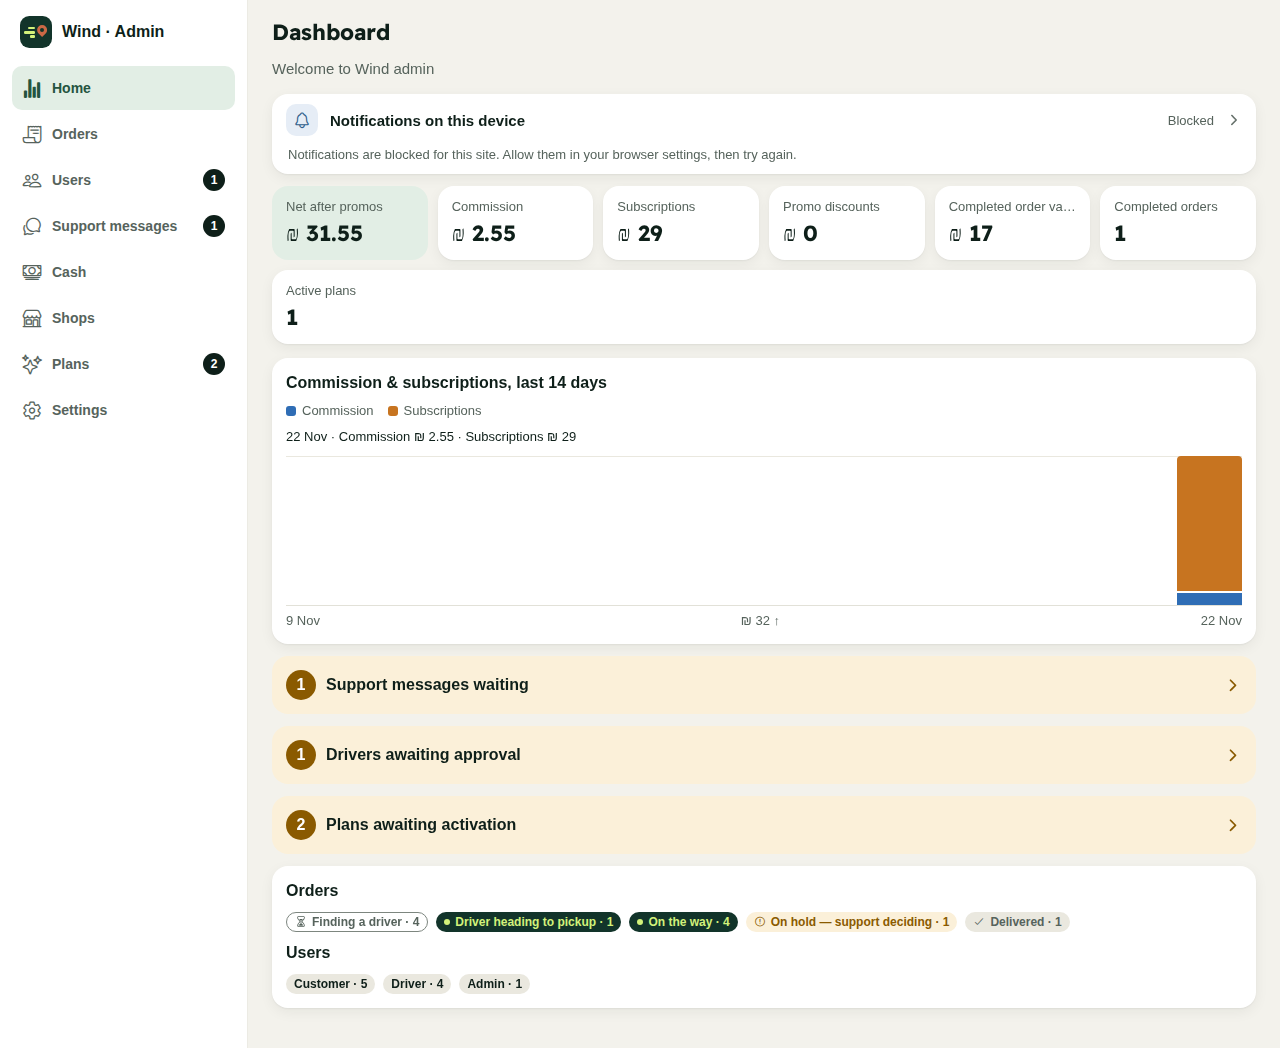 Wind · Admin
Home
Orders
Users 1
Support messages 1
Cash
Shops
Plans 2
Settings
Dashboard
Welcome to Wind admin
Notifications on this device
Blocked
Notifications are blocked for this site. Allow them in your browser settings, then try again.
Net after promos
₪ 31.55
Commission
₪ 2.55
Subscriptions
₪ 29
Promo discounts
₪ 0
Completed order va…
₪ 17
Completed orders
1
Active plans
1
Commission & subscriptions, last 14 days
Commission Subscriptions
22 Nov · Commission ₪ 2.55 · Subscriptions ₪ 29
9 Nov ₪ 32 ↑ 22 Nov
1 Support messages waiting
1 Drivers awaiting approval
2 Plans awaiting activation
Orders
Finding a driver · 4 Driver heading to pickup · 1 On the way · 4 On hold — support deciding · 1 Delivered · 1
Users
Customer · 5 Driver · 4 Admin · 1